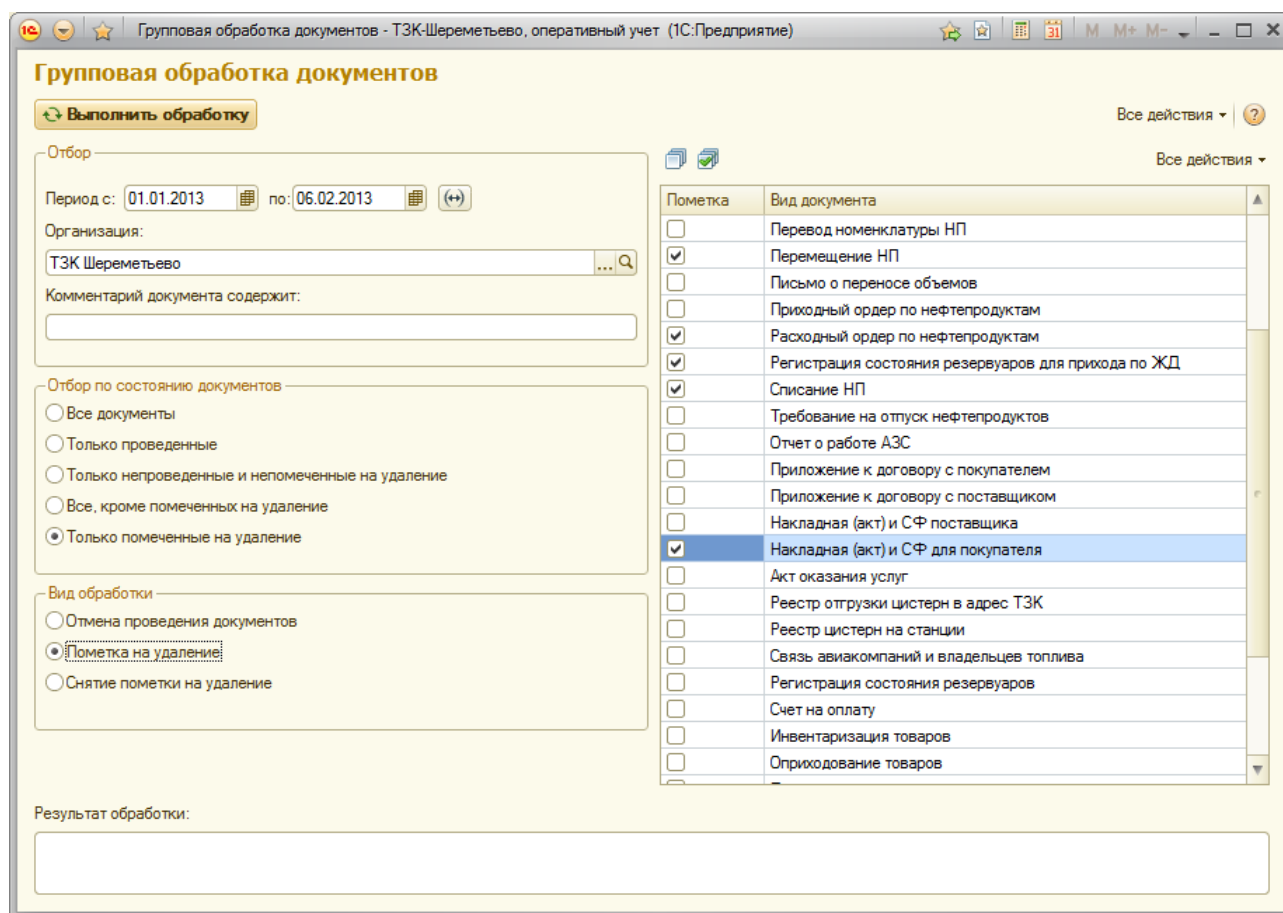 Групповая обработка документов - ТЗК-Шереметьево, оперативный учет (1С:Предприятие)
M M+ M-
Групповая обработка документов
Выполнить обработку
Все действия
Отбор
Период с: 01.01.2013 по: 06.02.2013
Организация:
ТЗК Шереметьево
Комментарий документа содержит:
Отбор по состоянию документов
Все документы
Только проведенные
Только непроведенные и непомеченные на удаление
Все, кроме помеченных на удаление
Только помеченные на удаление
Вид обработки
Отмена проведения документов
Пометка на удаление
Снятие пометки на удаление
Все действия
Пометка Вид документа
Перевод номенклатуры НП
Перемещение НП
Письмо о переносе объемов
Приходный ордер по нефтепродуктам
Расходный ордер по нефтепродуктам
Регистрация состояния резервуаров для прихода по ЖД
Списание НП
Требование на отпуск нефтепродуктов
Отчет о работе АЗС
Приложение к договору с покупателем
Приложение к договору с поставщиком
Накладная (акт) и СФ поставщика
Накладная (акт) и СФ для покупателя
Акт оказания услуг
Реестр отгрузки цистерн в адрес ТЗК
Реестр цистерн на станции
Связь авиакомпаний и владельцев топлива
Регистрация состояния резервуаров
Счет на оплату
Инвентаризация товаров
Оприходование товаров
Результат обработки: